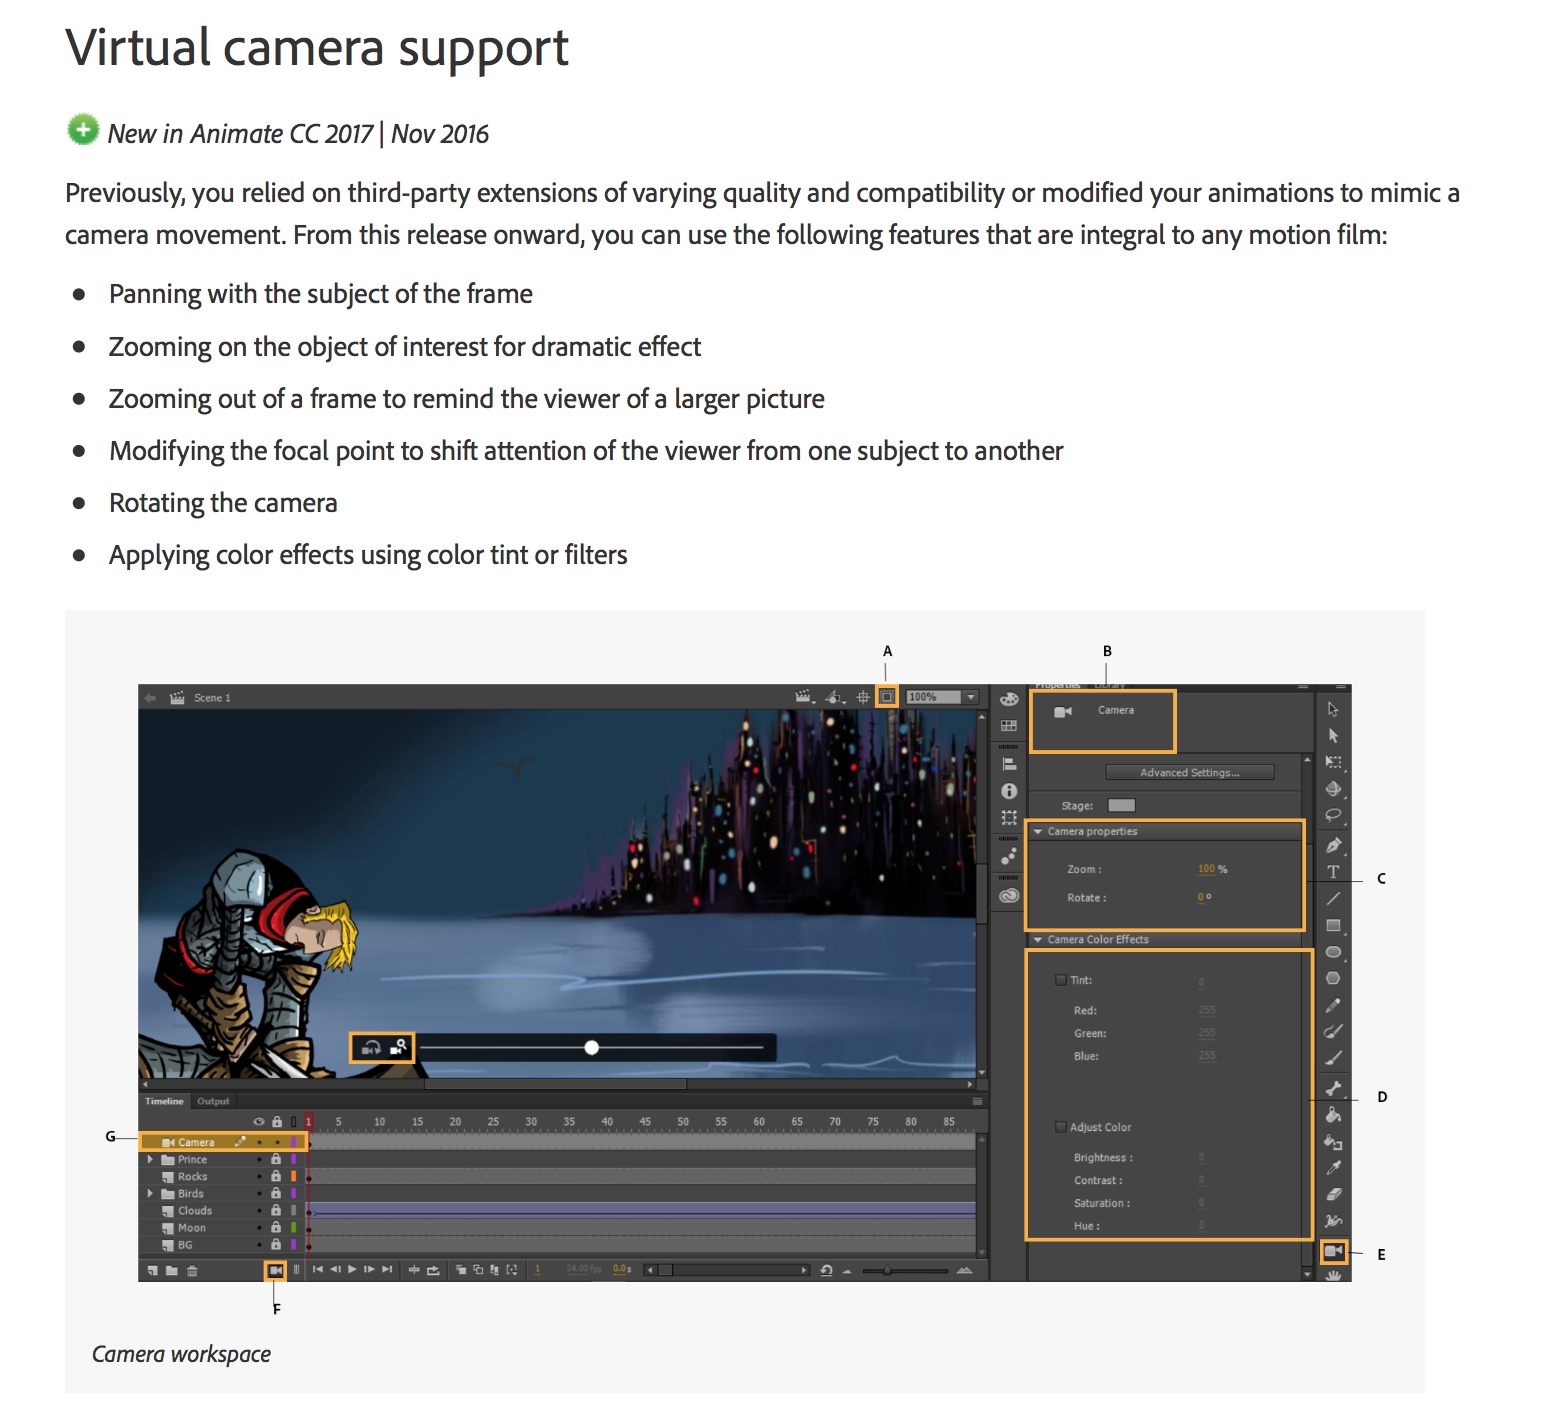 Virtual camera support
New in Animate CC 2017 | Nov 2016
Previously, you relied on third-party extensions of varying quality and compatibility or modified your animations to mimic a
camera movement. From this release onward, you can use the following features that are integral to any motion film:
● Panning with the subject of the frame
● Zooming on the object of interest for dramatic effect
● Zooming out of a frame to remind the viewer of a larger picture
● Modifying the focal point to shift attention of the viewer from one subject to another
● Rotating the camera
● Applying color effects using color tint or filters
A
B
Scene 1
100%
Properties Library
Camera
Advanced Settings...
Stage:
Camera properties
Zoom : 100 %
Rotate : 0 °
C
Camera Color Effects
Tint: 0
Red: 255
Green: 255
Blue: 255
D
Adjust Color
Brightness : 0
Contrast : 0
Saturation : 0
Hue : 0
E
Timeline Output
1 5 10 15 20 25 30 35 40 45 50 55 60 65 70 75 80 85
G
Camera
Prince
Rocks
Birds
Clouds
Moon
BG
1 24.00 fps 0.0 s
F
Camera workspace